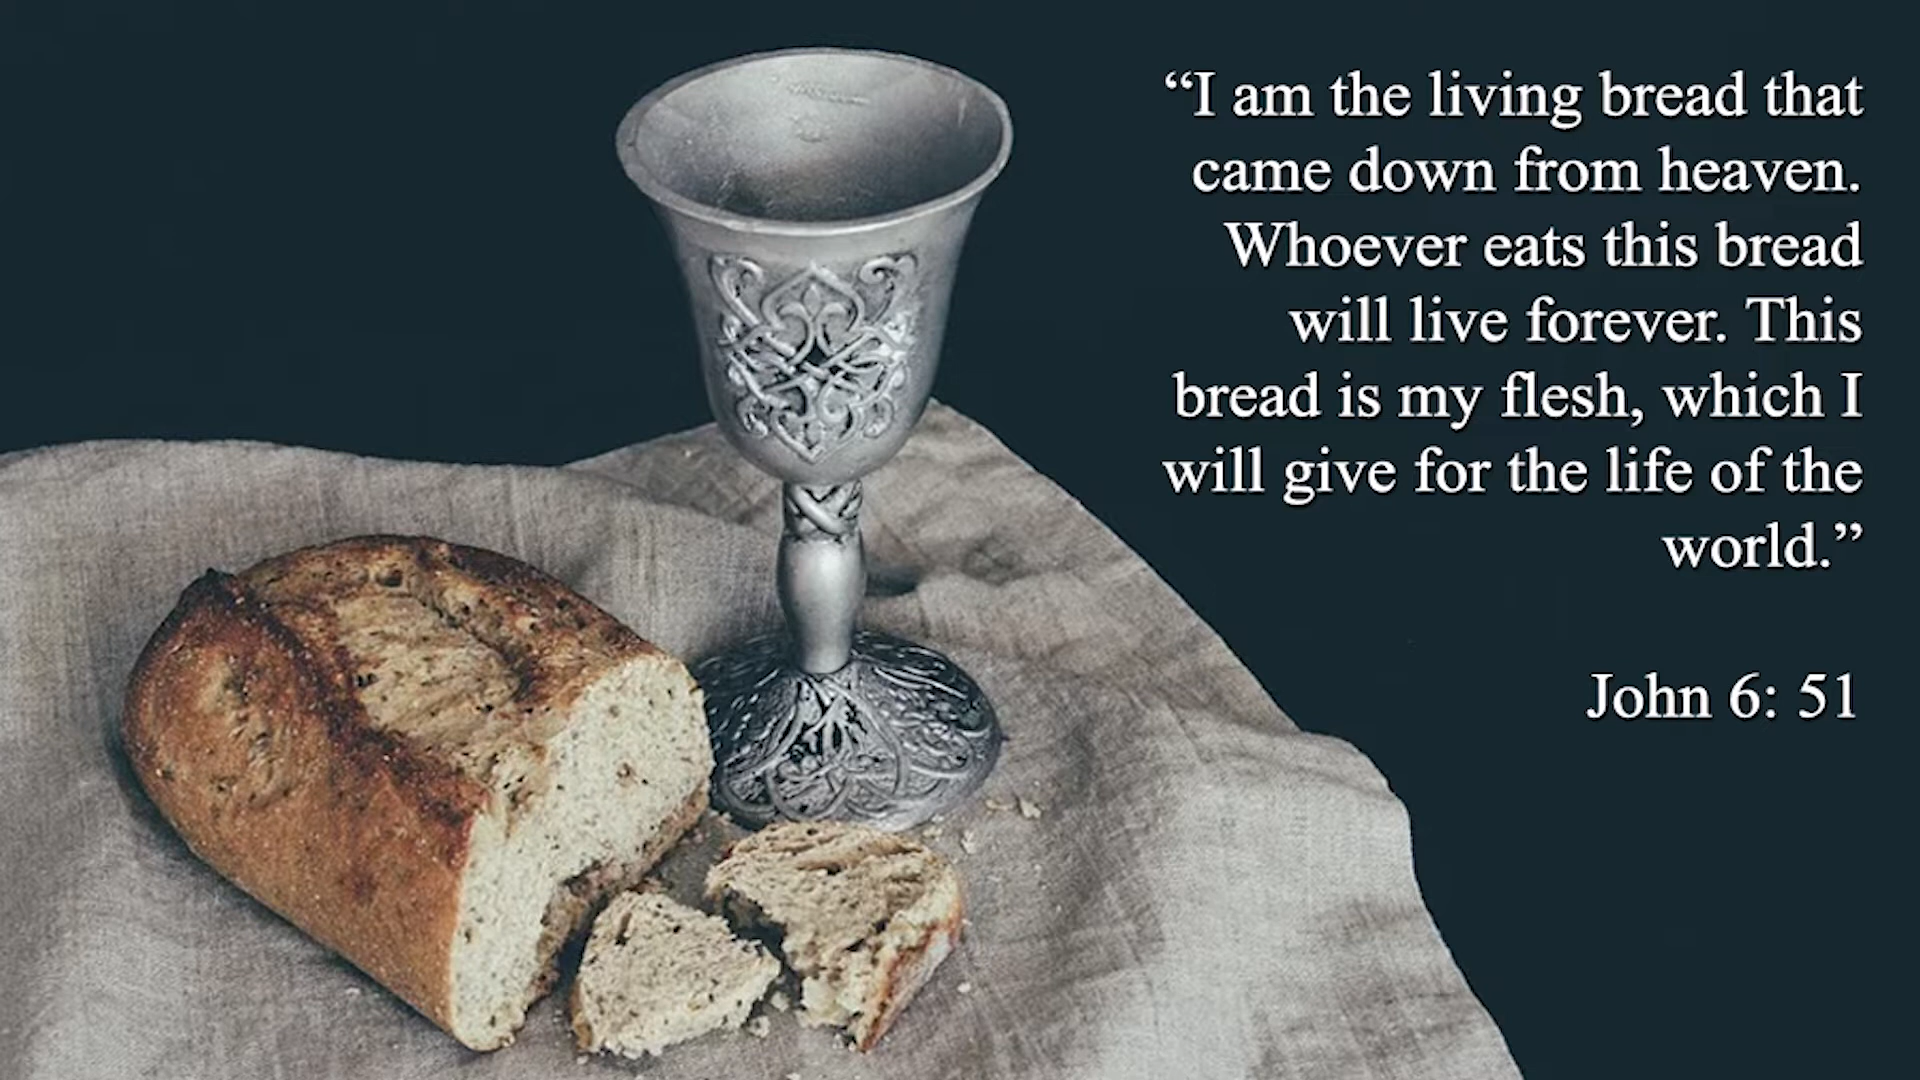 “I am the living bread that
came down from heaven.
Whoever eats this bread
will live forever. This
bread is my flesh, which I
will give for the life of the
world.”
John 6: 51